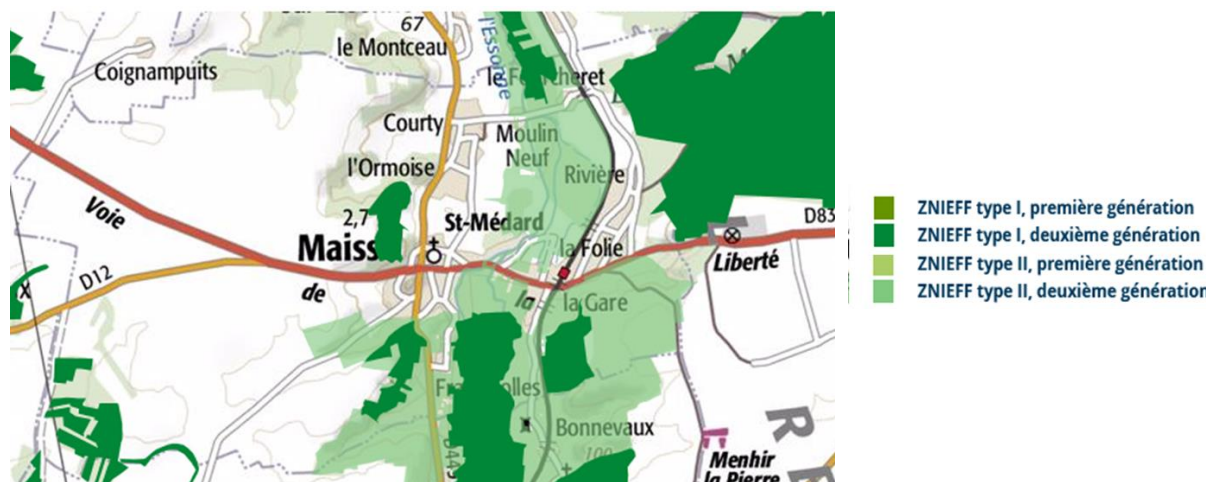 67
le Montceau
l'Essonne
Coignampuits
Courty
Moulin
Neuf
l'Ormoise
Rivière
2,7
St-Médard
Voie
Maiss
la Folie
D83
Liberté
D12
de
la
la Gare
Bonnevaux
100
Menhir
la Pierre
R
ZNIEFF type I, première génération
ZNIEFF type I, deuxième génération
ZNIEFF type II, première génération
ZNIEFF type II, deuxième génération